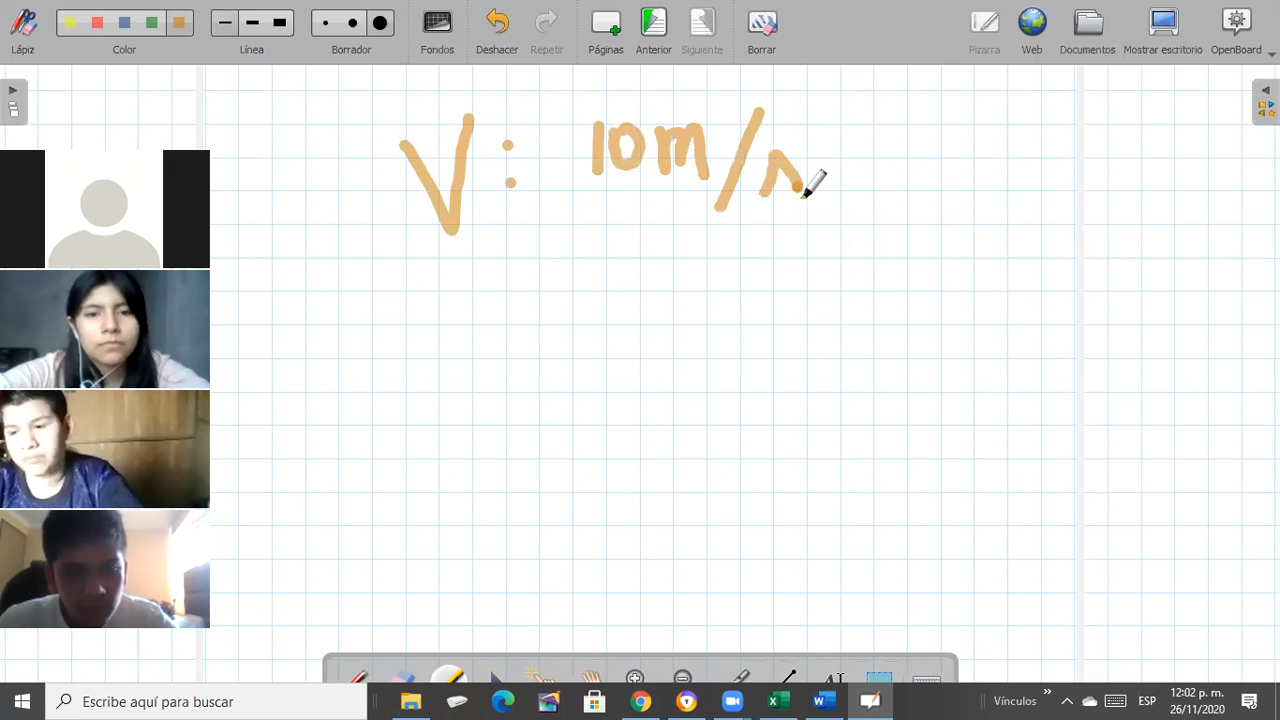 Lápiz Color Línea Borrador Fondos Deshacer Repetir Páginas Anterior Siguiente Borrar Pizarra Web Documentos Mostrar escritorio OpenBoard
V: 10m/s
Escribe aquí para buscar
Vínculos
ESP
12:02 p. m.
26/11/2020